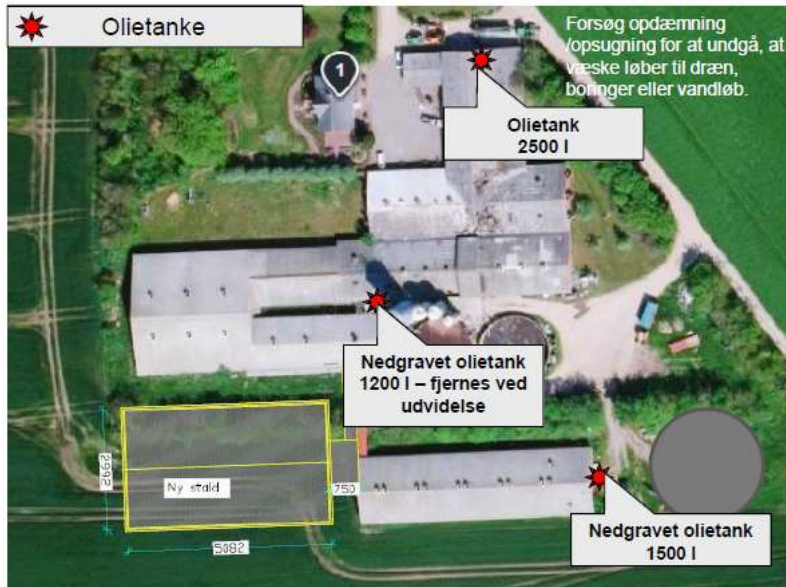 Olietanke
Forsøg opdæmning
/opsugning for at undgå, at
væske løber til dræn,
boringer eller vandløb.
1
Olietank
2500 l
Nedgravet olietank
1200 l – fjernes ved
udvidelse
2992
Ny stald
750
5082
Nedgravet olietank
1500 l